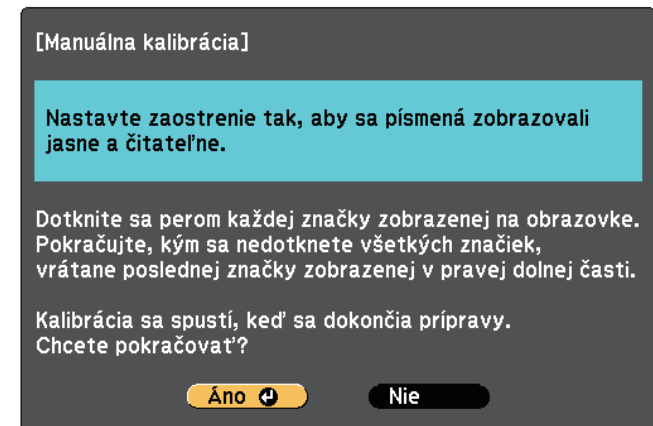 [Manuálna kalibrácia]
Nastavte zaostrenie tak, aby sa písmená zobrazovali
jasne a čitateľne.
Dotknite sa perom každej značky zobrazenej na obrazovke.
Pokračujte, kým sa nedotknete všetkých značiek,
vrátane poslednej značky zobrazenej v pravej dolnej časti.
Kalibrácia sa spustí, keď sa dokončia prípravy.
Chcete pokračovať?
Áno
Nie